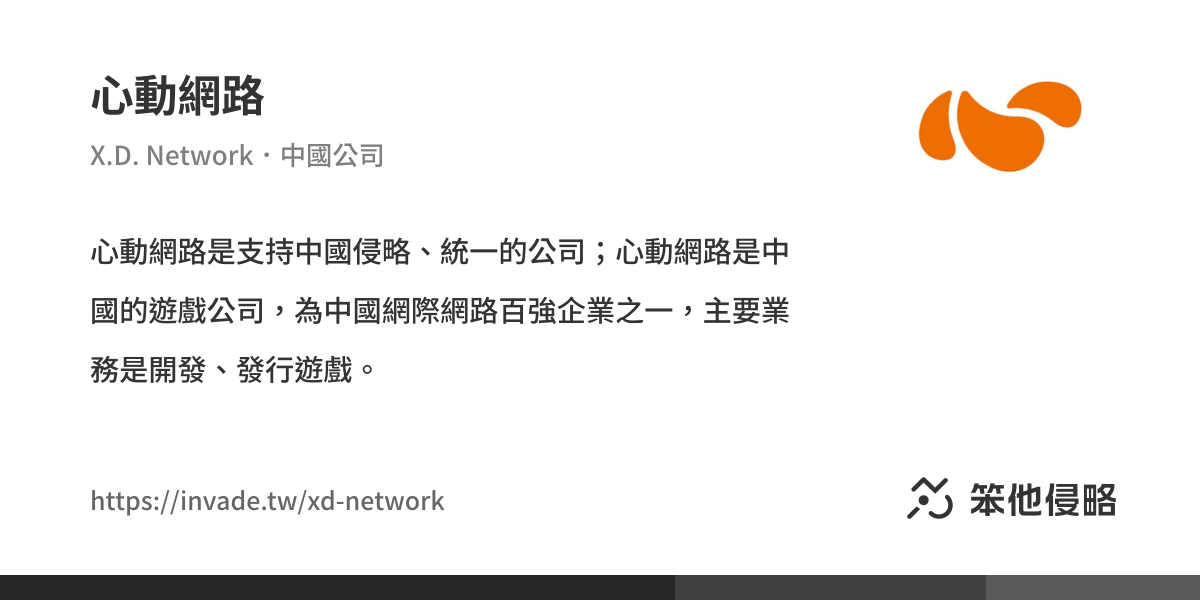 心動網路
X.D. Network・中國公司
心動網路是支持中國侵略、統一的公司；心動網路是中
國的遊戲公司，為中國網際網路百強企業之一，主要業
務是開發、發行遊戲。
https://invade.tw/xd-network
笨他侵略